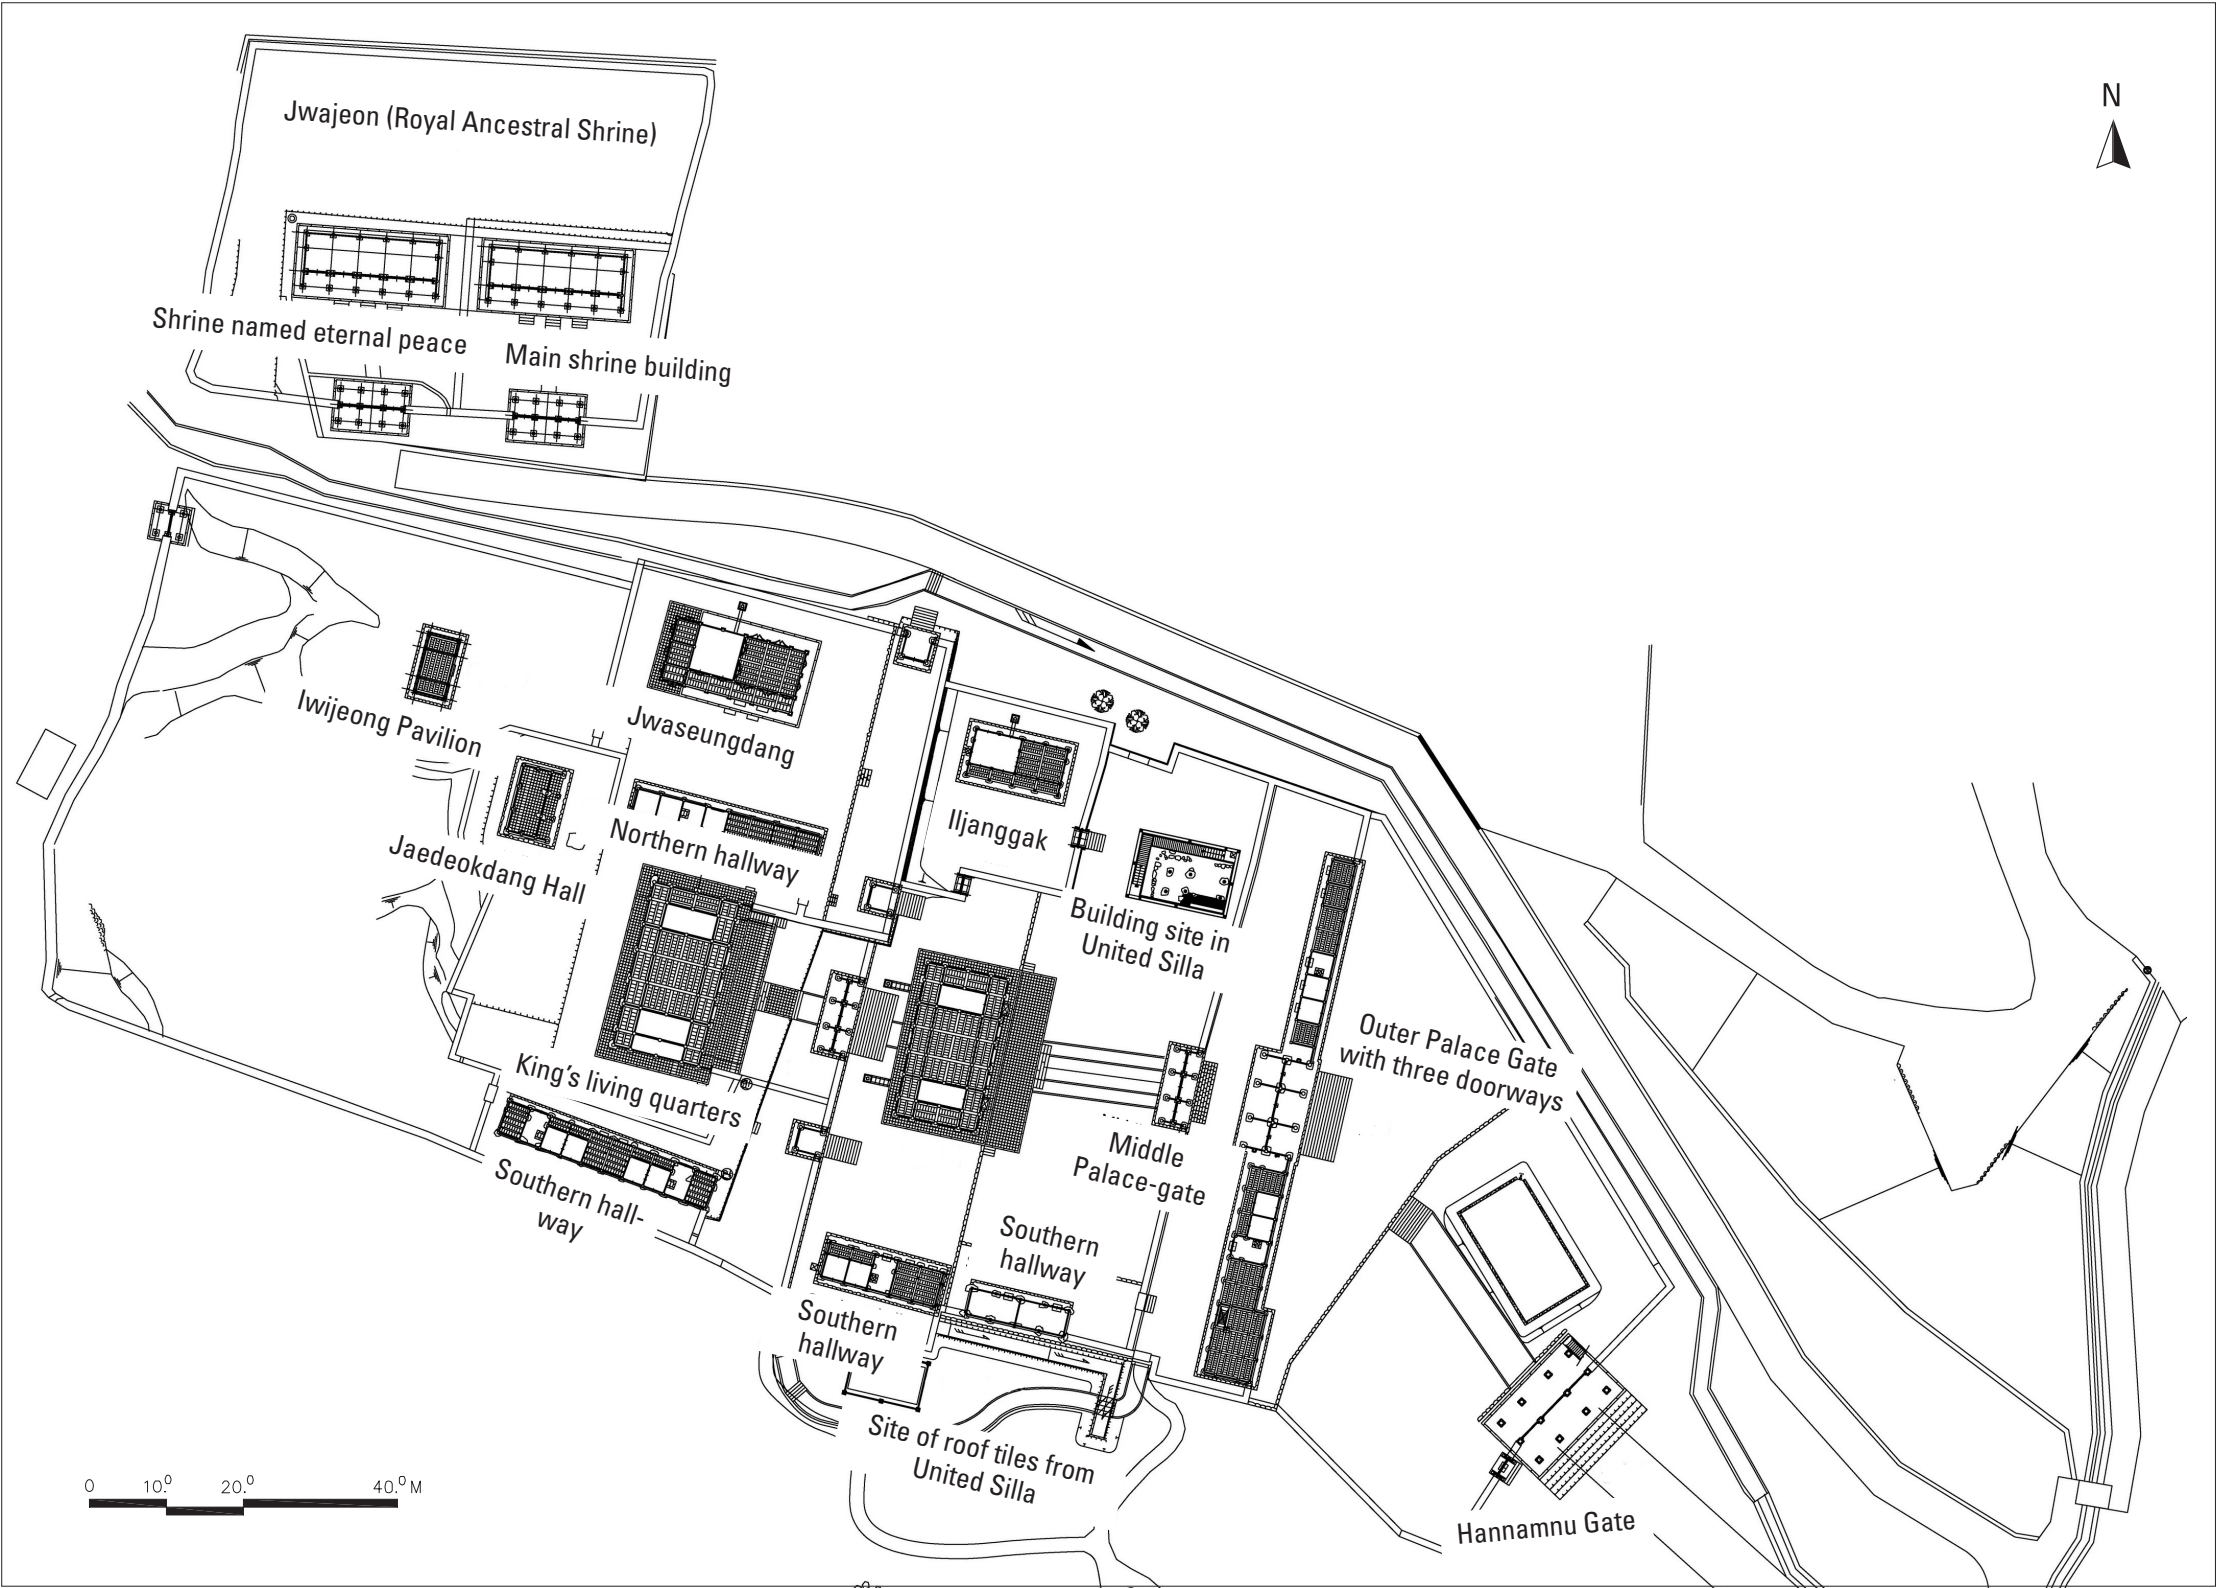 Jwajeon (Royal Ancestral Shrine)
N
Shrine named eternal peace
Main shrine building
Iwijeong Pavilion
Jwaseungdang
Iljanggak
Northern hallway
Jaedeokdang Hall
Building site in
United Silla
Outer Palace Gate
with three doorways
King's living quarters
Middle
Palace-gate
Southern hall-
way
Southern
hallway
Southern
hallway
Site of roof tiles from
United Silla
Hannamnu Gate
0 10.0 20.0 40.0 M